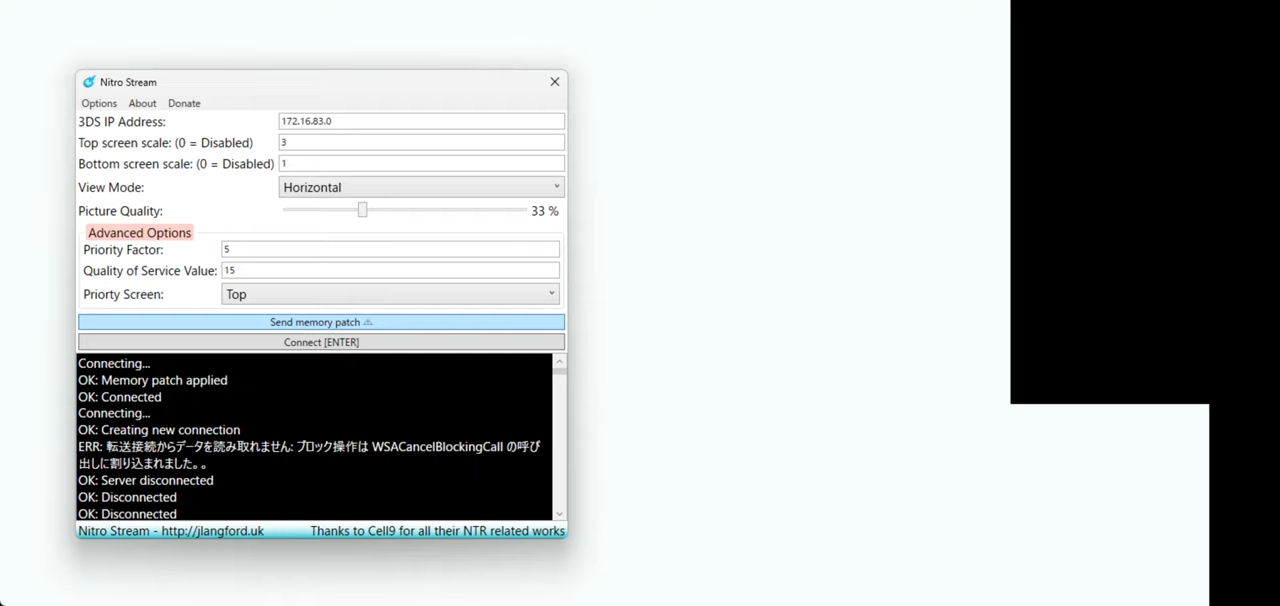 Nitro Stream
Options About Donate
3DS IP Address: 172.16.83.0
Top screen scale: (0 = Disabled) 3
Bottom screen scale: (0 = Disabled) 1
View Mode: Horizontal
Picture Quality: 33 %
Advanced Options
Priority Factor: 5
Quality of Service Value: 15
Priorty Screen: Top
Send memory patch ⚠
Connect [ENTER]
Connecting...
OK: Memory patch applied
OK: Connected
Connecting...
OK: Creating new connection
ERR: 転送接続からデータを読み取れません: ブロック操作は WSACancelBlockingCall の呼び
出しに割り込まれました。。
OK: Server disconnected
OK: Disconnected
OK: Disconnected
Nitro Stream - http://jlangford.uk Thanks to Cell9 for all their NTR related works